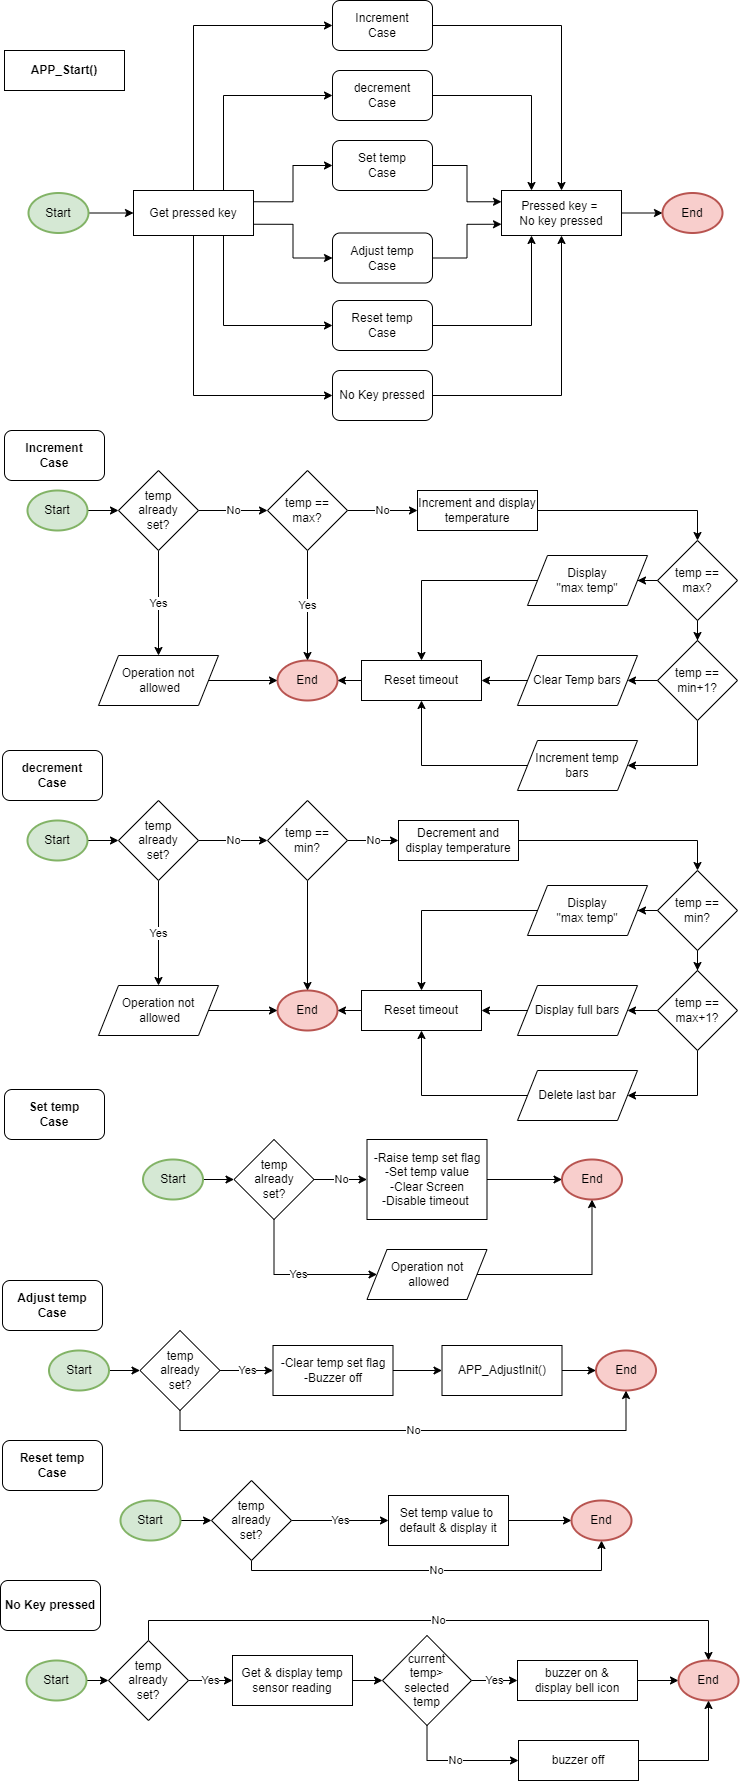 APP_Start()
Increment
Case
decrement
Case
Set temp
Case
Start
Get pressed key
Pressed key =
No key pressed
End
Adjust temp
Case
Reset temp
Case
No Key pressed
Increment
Case
Start
temp
already
set?
No
temp ==
max?
No
Increment and display
temperature
temp ==
max?
Display
"max temp"
Yes
Yes
Operation not
allowed
End
Reset timeout
Clear Temp bars
temp ==
min+1?
Increment temp
bars
decrement
Case
Start
temp
already
set?
No
temp ==
min?
No
Decrement and
display temperature
temp ==
min?
Display
"max temp"
Yes
Operation not
allowed
End
Reset timeout
Display full bars
temp ==
max+1?
Delete last bar
Set temp
Case
Start
temp
already
set?
No
-Raise temp set flag
-Set temp value
-Clear Screen
-Disable timeout
End
Yes
Operation not
allowed
Adjust temp
Case
Start
temp
already
set?
Yes
-Clear temp set flag
-Buzzer off
APP_AdjustInit()
End
No
Reset temp
Case
Start
temp
already
set?
Yes
Set temp value to
default & display it
End
No
No Key pressed
No
Start
temp
already
set?
Yes
Get & display temp
sensor reading
current
temp>
selected
temp
Yes
buzzer on &
display bell icon
End
No
buzzer off